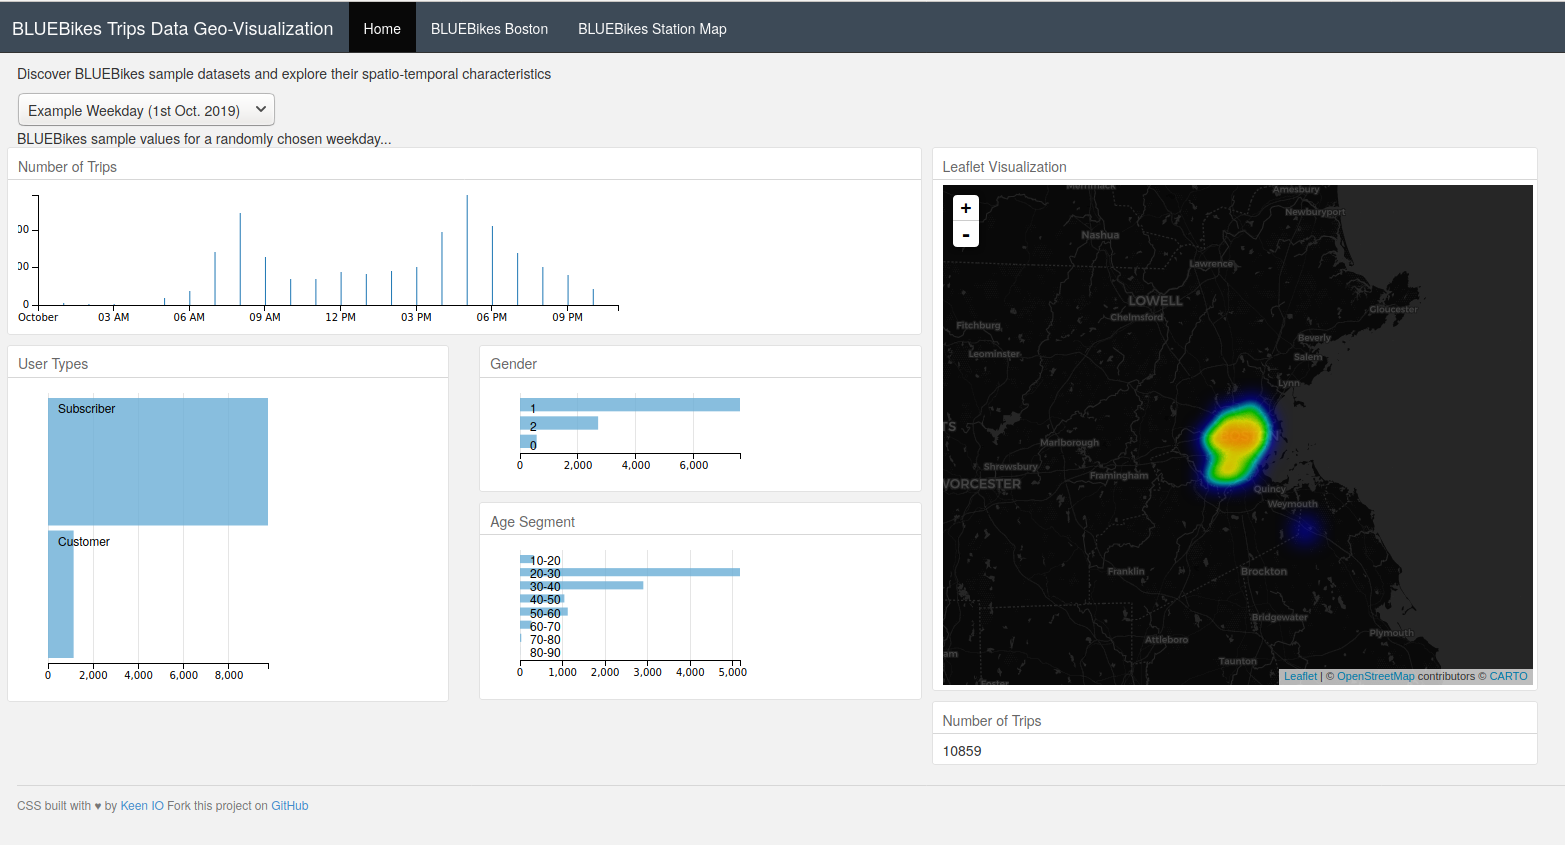 BLUEBikes Trips Data Geo-Visualization Home BLUEBikes Boston BLUEBikes Station Map
Discover BLUEBikes sample datasets and explore their spatio-temporal characteristics
Example Weekday (1st Oct. 2019)
BLUEBikes sample values for a randomly chosen weekday...
Number of Trips
00
00
0
October 03 AM 06 AM 09 AM 12 PM 03 PM 06 PM 09 PM
User Types
Subscriber
Customer
0 2,000 4,000 6,000 8,000
Gender
1
2
0
0 2,000 4,000 6,000
Age Segment
10-20
20-30
30-40
40-50
50-60
60-70
70-80
80-90
0 1,000 2,000 3,000 4,000 5,000
Leaflet Visualization
+
-
Merrimack
Amesbury
Newburyport
Nashua
Lawrence
LOWELL
Chelmsford
Gloucester
Fitchburg
Beverly
Leominster
Salem
Lynn
TS
N
Marlborough
Shrewsbury
Framingham
WORCESTER
Quincy
Weymouth
Franklin
Brockton
Bridgewater
Plymouth
Attleboro
am
Taunton
Foster
Leaflet | © OpenStreetMap contributors © CARTO
Number of Trips
10859
CSS built with ♥ by Keen IO Fork this project on GitHub